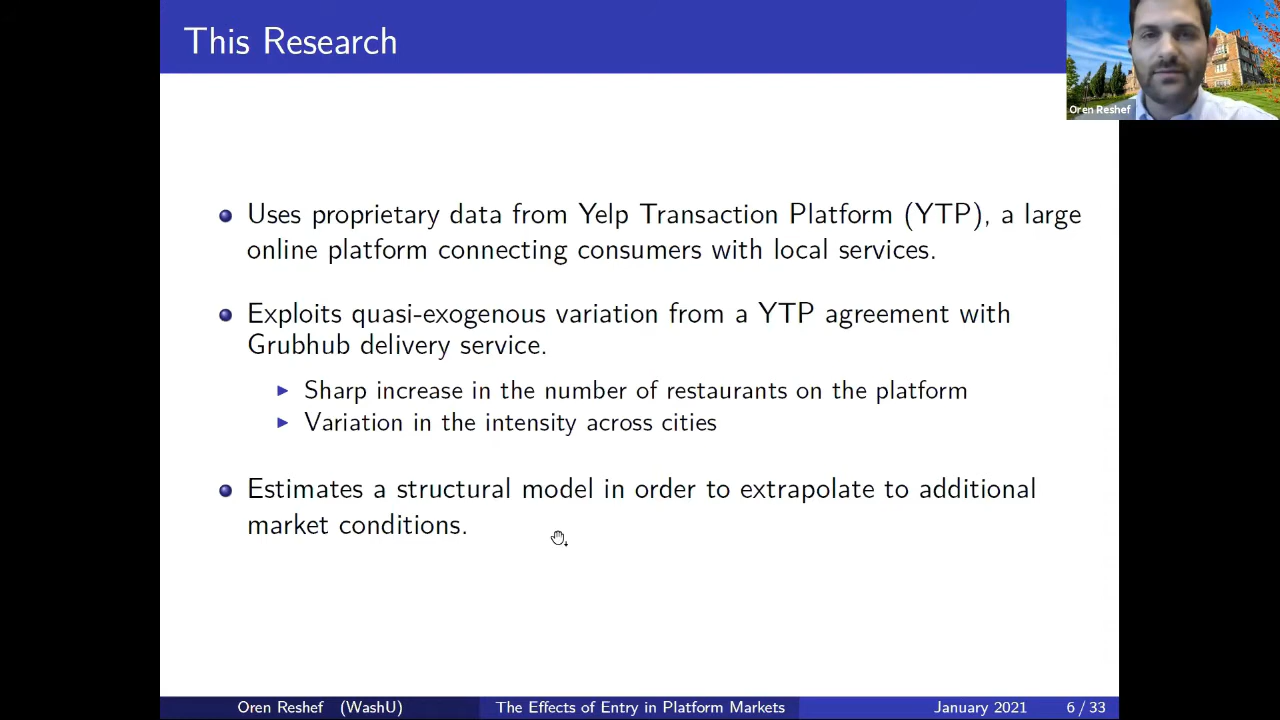 This Research
Oren Reshef
Uses proprietary data from Yelp Transaction Platform (YTP), a large
online platform connecting consumers with local services.
Exploits quasi-exogenous variation from a YTP agreement with
Grubhub delivery service.
Sharp increase in the number of restaurants on the platform
Variation in the intensity across cities
Estimates a structural model in order to extrapolate to additional
market conditions.
Oren Reshef (WashU) The Effects of Entry in Platform Markets January 2021 6 / 33